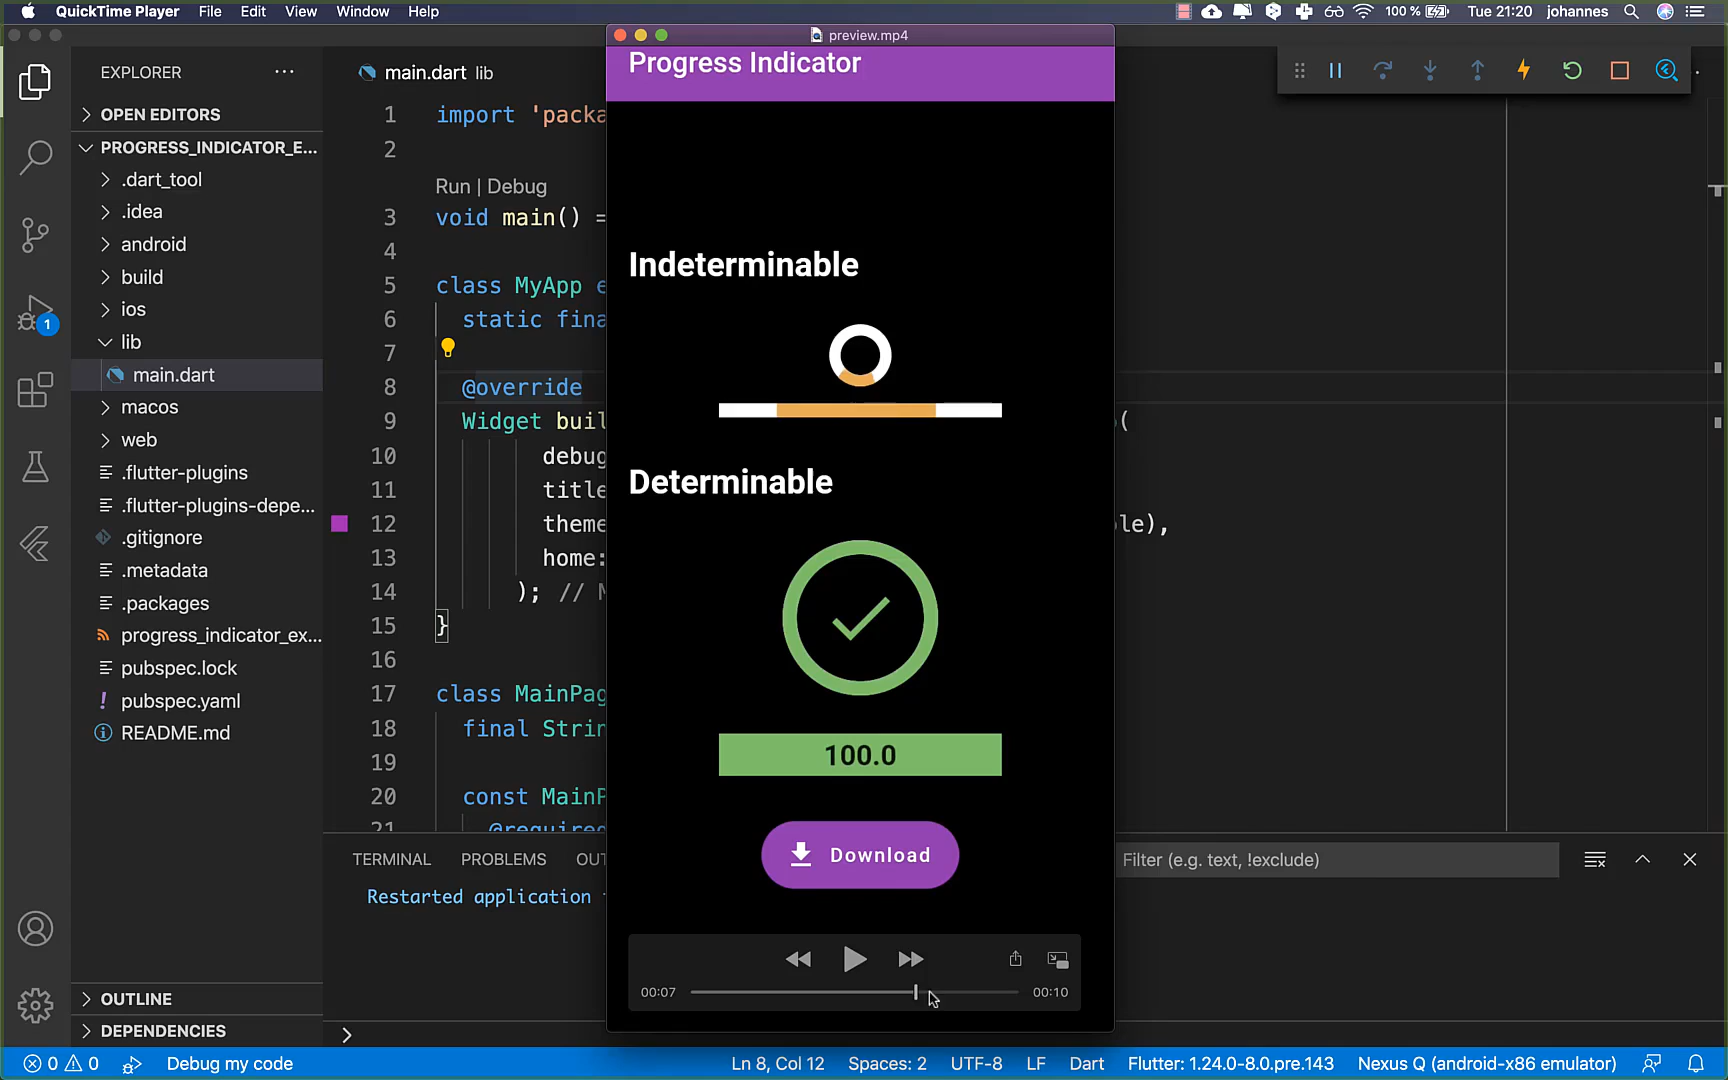 QuickTime Player File Edit View Window Help
100 % Tue 21:20 johannes
preview.mp4
EXPLORER
OPEN EDITORS
PROGRESS_INDICATOR_E...
.dart_tool
.idea
android
build
ios
lib
main.dart
macos
web
.flutter-plugins
.flutter-plugins-depe...
.gitignore
.metadata
.packages
progress_indicator_ex...
pubspec.lock
pubspec.yaml
README.md
OUTLINE
DEPENDENCIES
1
main.dart lib
1 import 'packa
2
Run | Debug
3 void main() =
4
5 class MyApp e
6 static fina
7
8 @override
9 Widget buil (
10 debug
11 title
12 theme le),
13 home:
14 ); // M
15 }
16
17 class MainPag
18 final Strin
19
20 const MainP
21 @required
Progress Indicator
Indeterminable
Determinable
100.0
Download
00:07 00:10
TERMINAL PROBLEMS OUT
Filter (e.g. text, !exclude)
Restarted application
0 0 Debug my code
Ln 8, Col 12 Spaces: 2 UTF-8 LF Dart Flutter: 1.24.0-8.0.pre.143 Nexus Q (android-x86 emulator)